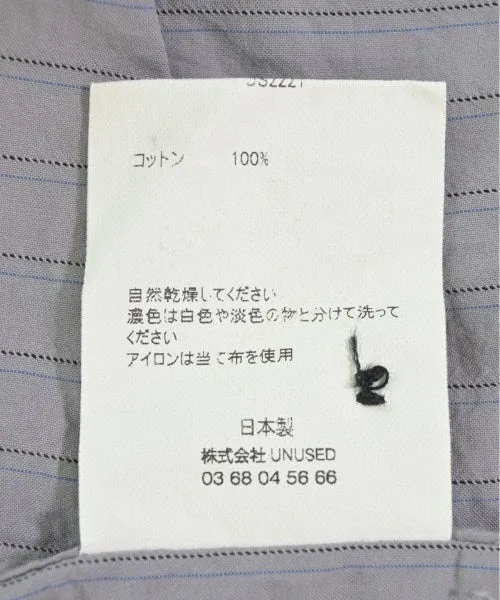 コットン 100%
自然乾燥してください
濃色は白色や淡色の物と分けて洗って
ください
アイロンは当て布を使用
日本製
株式会社 UNUSED
03 68 04 56 66